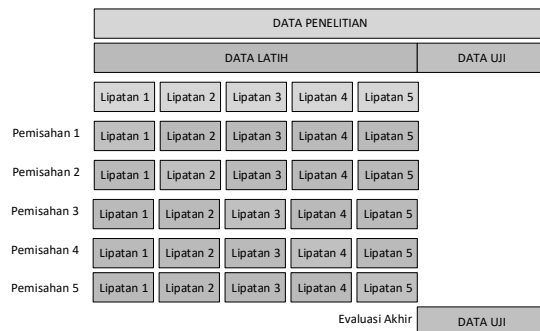 DATA PENELITIAN
DATA LATIH DATA UJI
Lipatan 1 Lipatan 2 Lipatan 3 Lipatan 4 Lipatan 5
Pemisahan 1 Lipatan 1 Lipatan 2 Lipatan 3 Lipatan 4 Lipatan 5
Pemisahan 2 Lipatan 1 Lipatan 2 Lipatan 3 Lipatan 4 Lipatan 5
Pemisahan 3 Lipatan 1 Lipatan 2 Lipatan 3 Lipatan 4 Lipatan 5
Pemisahan 4 Lipatan 1 Lipatan 2 Lipatan 3 Lipatan 4 Lipatan 5
Pemisahan 5 Lipatan 1 Lipatan 2 Lipatan 3 Lipatan 4 Lipatan 5
Evaluasi Akhir DATA UJI